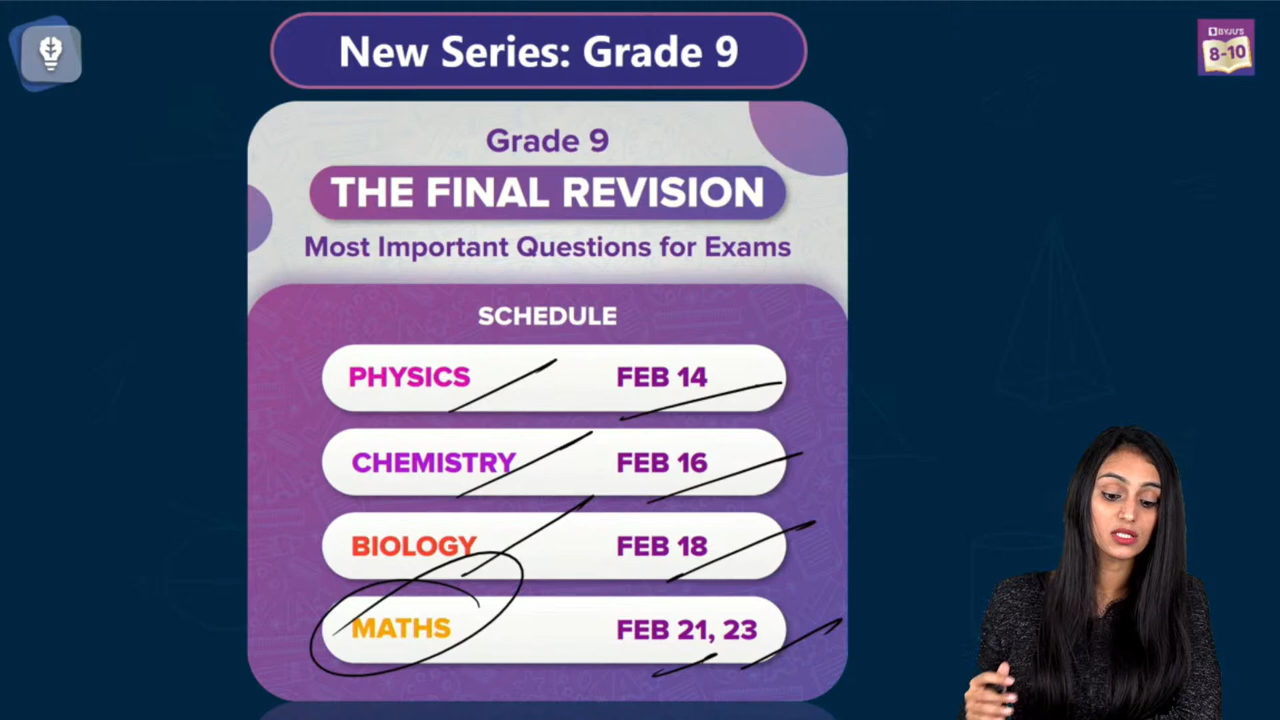 New Series: Grade 9
BYJU'S
8-10
Grade 9
THE FINAL REVISION
Most Important Questions for Exams
SCHEDULE
PHYSICS FEB 14
CHEMISTRY FEB 16
BIOLOGY FEB 18
MATHS FEB 21, 23